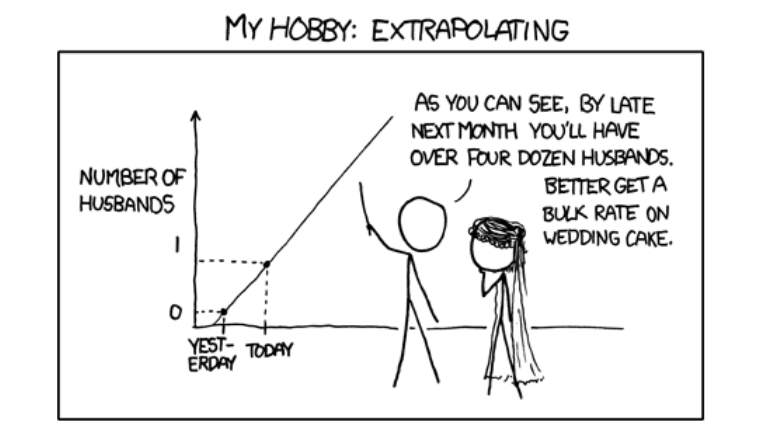 MY HOBBY: EXTRAPOLATING
AS YOU CAN SEE, BY LATE
NEXT MONTH YOU'LL HAVE
OVER FOUR DOZEN HUSBANDS.
BETTER GET A
BULK RATE ON
WEDDING CAKE.
NUMBER OF
HUSBANDS
1
0
YEST-
ERDAY
TODAY